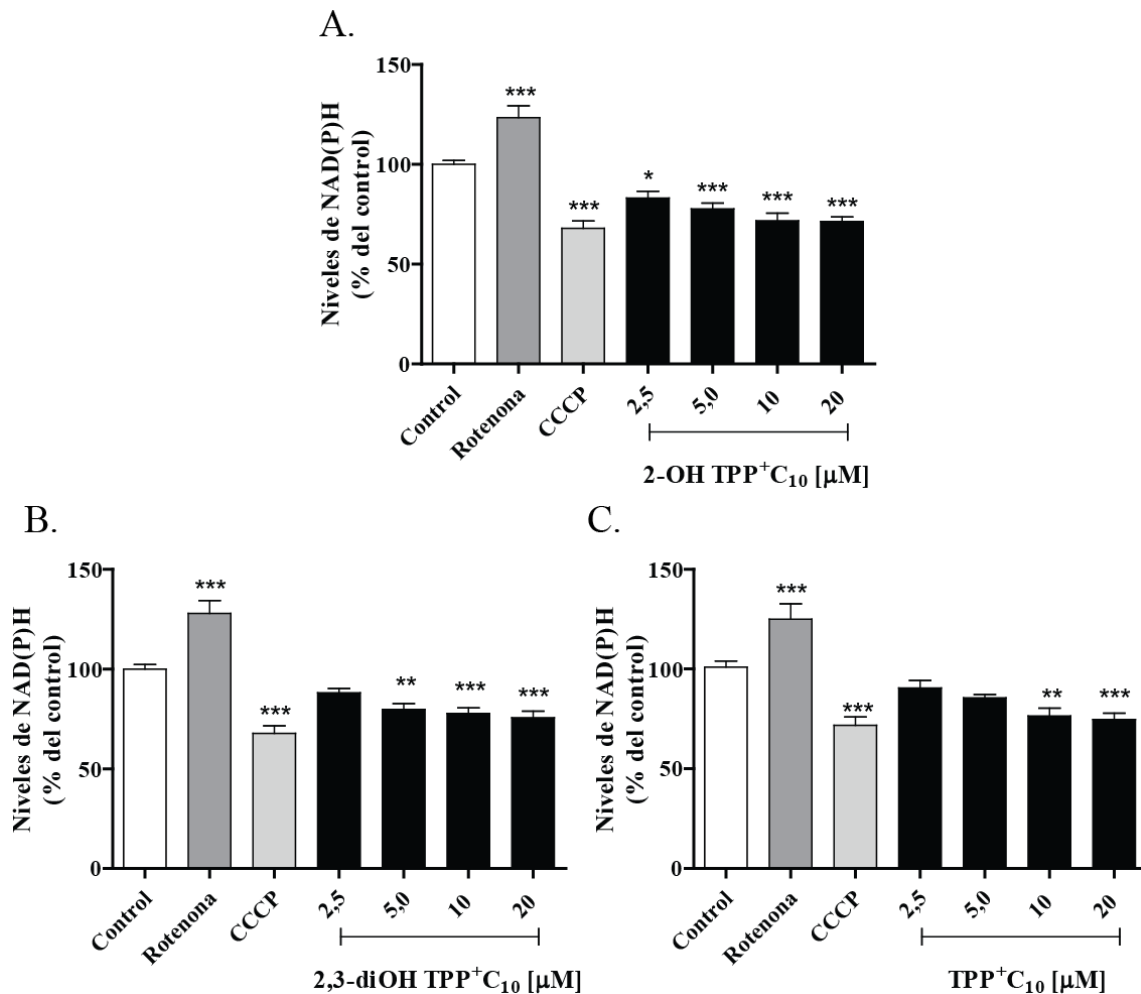 A.
Niveles de NAD(P)H
(% del control)
150
100
50
0
***
***
*
***
***
***
Control
Rotenona
CCCP
2,5
5,0
10
20
2-OH TPP⁺C₁₀ [μM]
B.
Niveles de NAD(P)H
(% del control)
150
100
50
0
***
***
**
***
***
Control
Rotenona
CCCP
2,5
5,0
10
20
2,3-diOH TPP⁺C₁₀ [μM]
C.
Niveles de NAD(P)H
(% del control)
150
100
50
0
***
***
**
***
Control
Rotenona
CCCP
2,5
5,0
10
20
TPP⁺C₁₀ [μM]